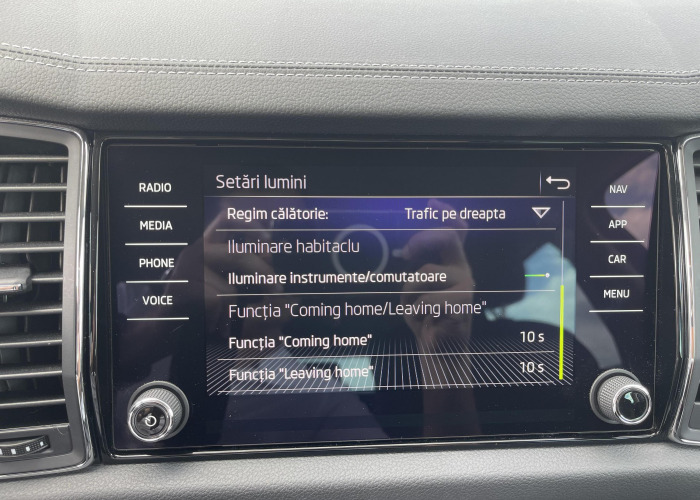 RADIO
MEDIA
PHONE
VOICE
Setări lumini
Regim călătorie: Trafic pe dreapta
Iluminare habitaclu
Iluminare instrumente/comutatoare
Funcția "Coming home/Leaving home"
Funcția "Coming home" 10 s
Funcția "Leaving home" 10 s
NAV
APP
CAR
MENU